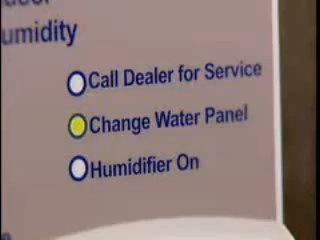 umidity
Call Dealer for Service
Change Water Panel
Humidifier On